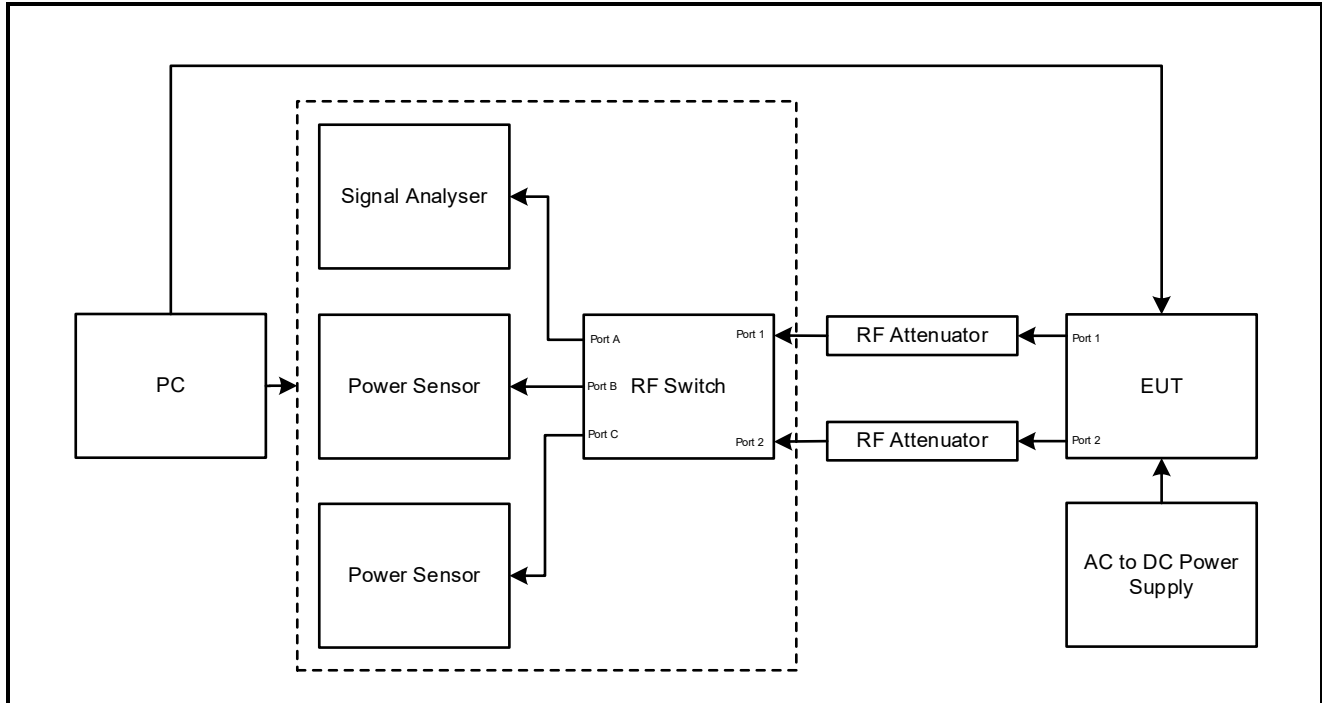 Signal Analyser
PC
Power Sensor
Power Sensor
Port A
Port B
Port C
RF Switch
Port 1
Port 2
RF Attenuator
RF Attenuator
Port 1
EUT
Port 2
AC to DC Power
Supply